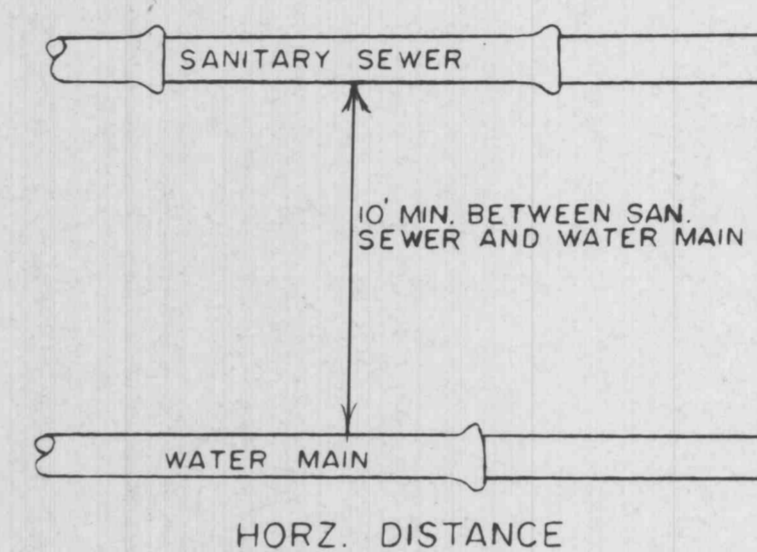 SANITARY SEWER
10' MIN. BETWEEN SAN.
SEWER AND WATER MAIN
WATER MAIN
HORZ. DISTANCE